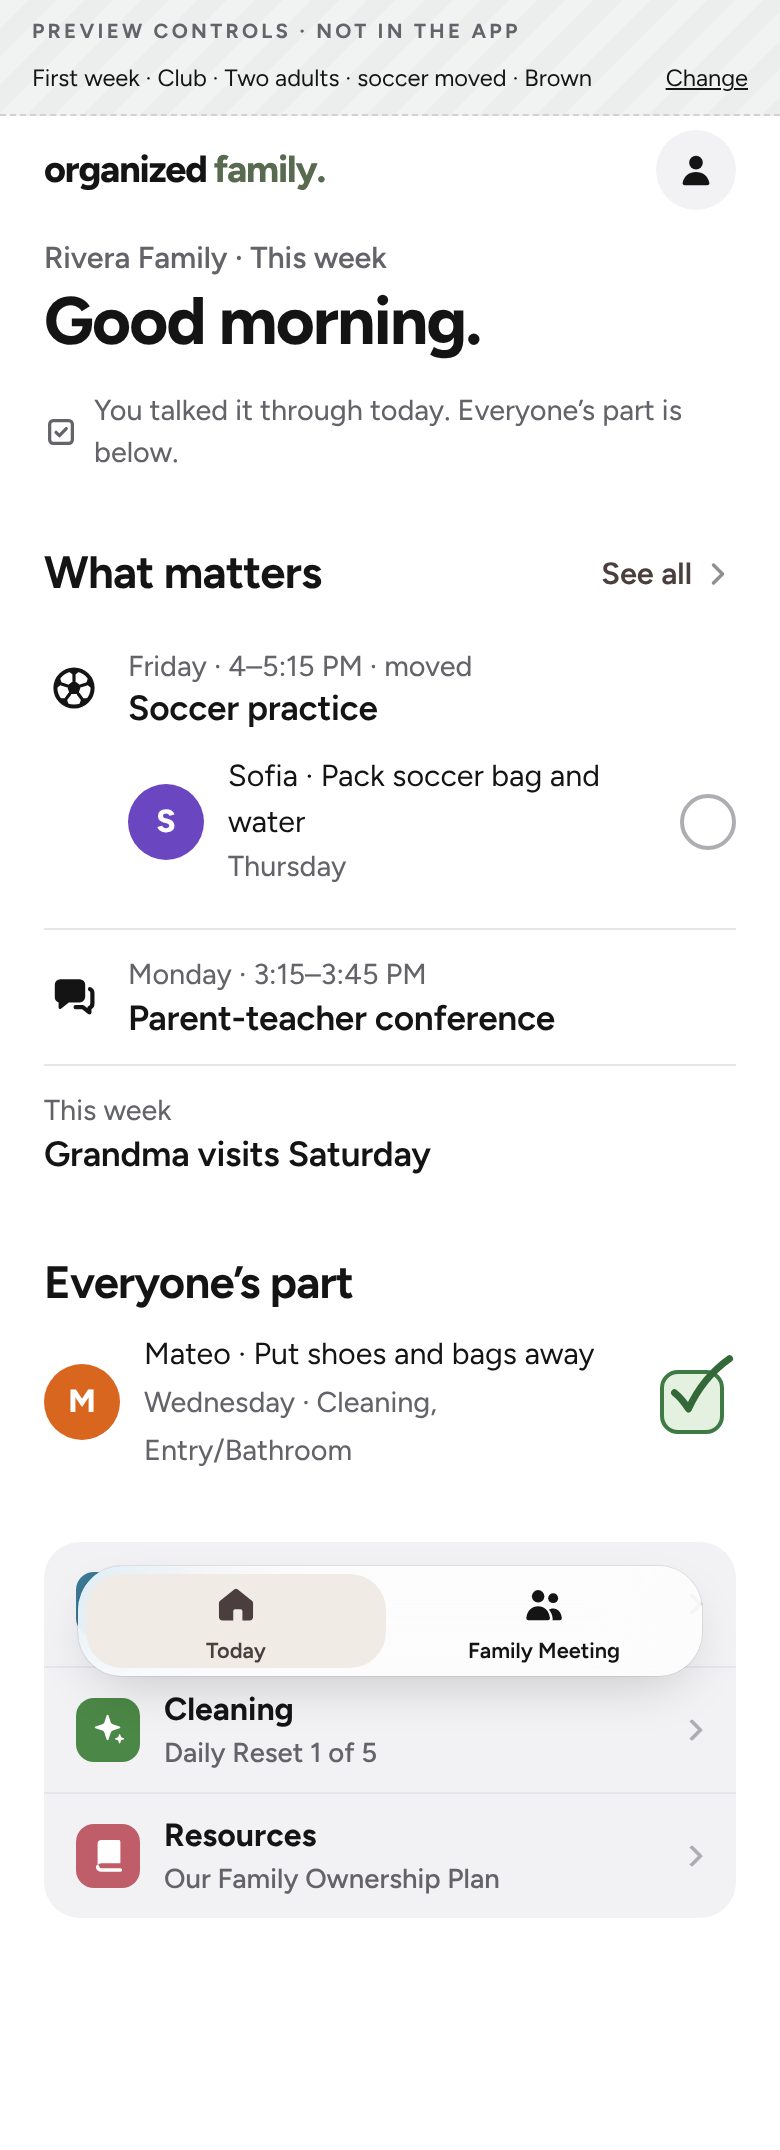 PREVIEW CONTROLS · NOT IN THE APP
First week · Club · Two adults · soccer moved · Brown
Change
organized family.
Rivera Family · This week
Good morning.
You talked it through today. Everyone’s part is
below.
What matters
See all
Friday · 4–5:15 PM · moved
Soccer practice
S
Sofia · Pack soccer bag and
water
Thursday
Monday · 3:15–3:45 PM
Parent-teacher conference
This week
Grandma visits Saturday
Everyone’s part
M
Mateo · Put shoes and bags away
Wednesday · Cleaning,
Entry/Bathroom
Today
Family Meeting
Cleaning
Daily Reset 1 of 5
Resources
Our Family Ownership Plan